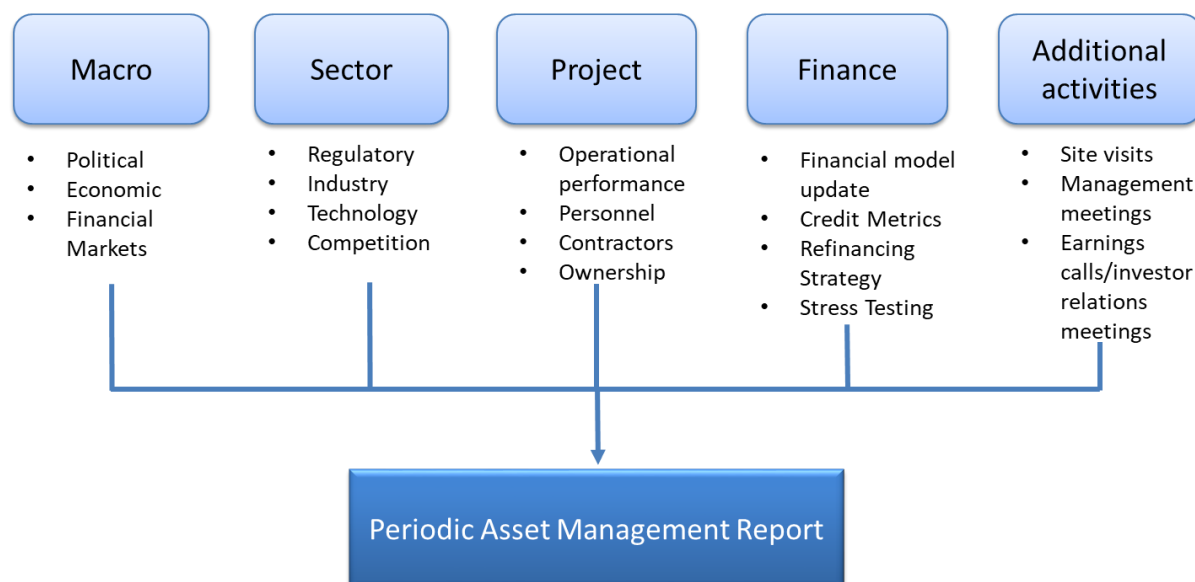 Macro
• Political
• Economic
• Financial
Markets
Sector
• Regulatory
• Industry
• Technology
• Competition
Project
• Operational
performance
• Personnel
• Contractors
• Ownership
Finance
• Financial model
update
• Credit Metrics
• Refinancing
Strategy
• Stress Testing
Additional
activities
• Site visits
• Management
meetings
• Earnings
calls/investor
relations
meetings
Periodic Asset Management Report